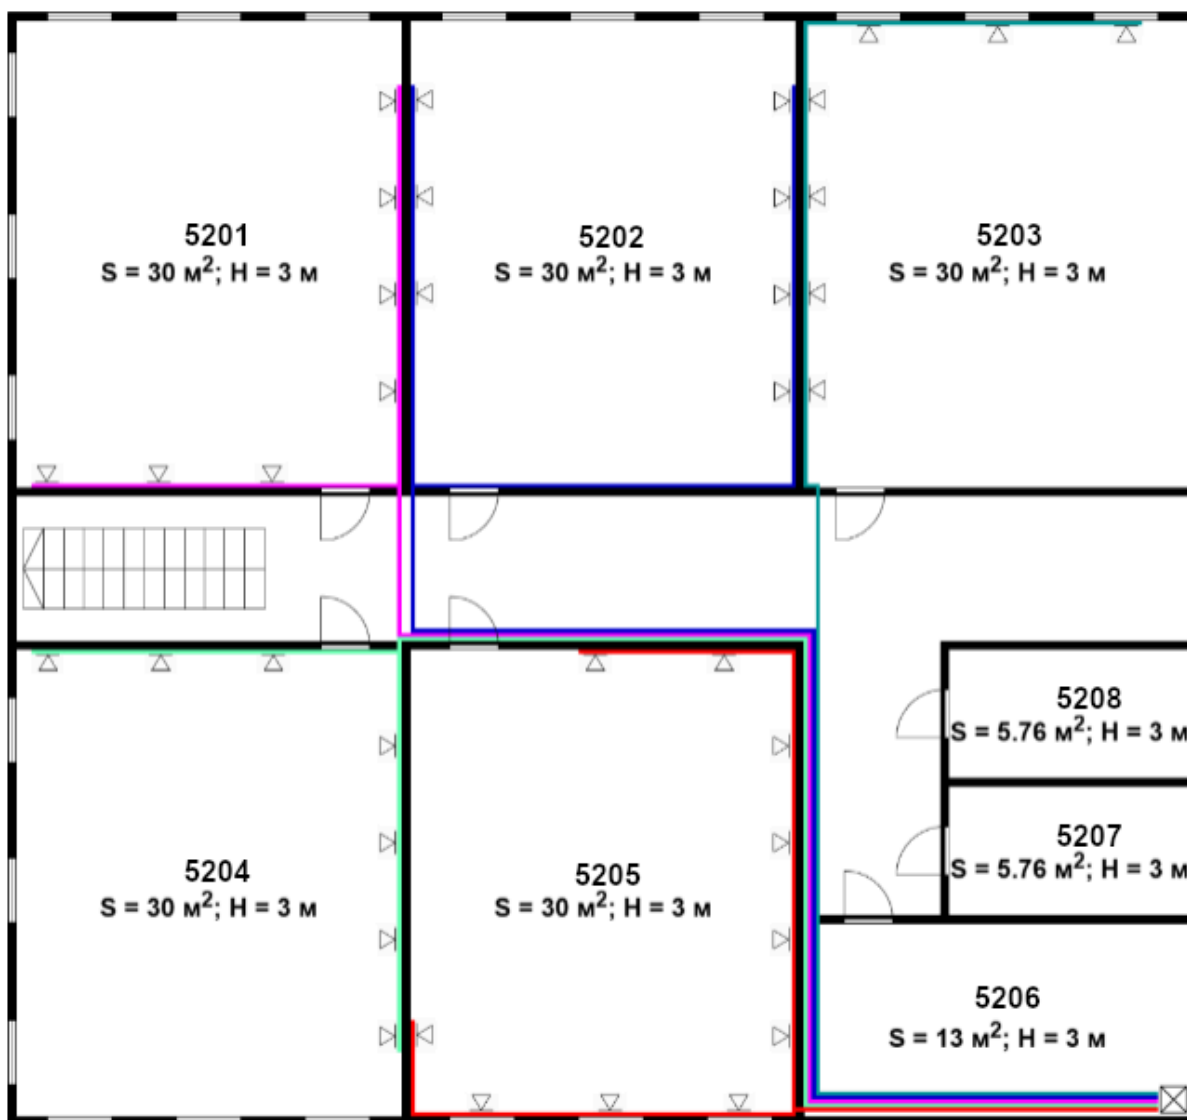 5201
S = 30 м²; H = 3 м
5202
S = 30 м²; H = 3 м
5203
S = 30 м²; H = 3 м
5208
S = 5.76 м²; H = 3 м
5207
S = 5.76 м²; H = 3 м
5204
S = 30 м²; H = 3 м
5205
S = 30 м²; H = 3 м
5206
S = 13 м²; H = 3 м